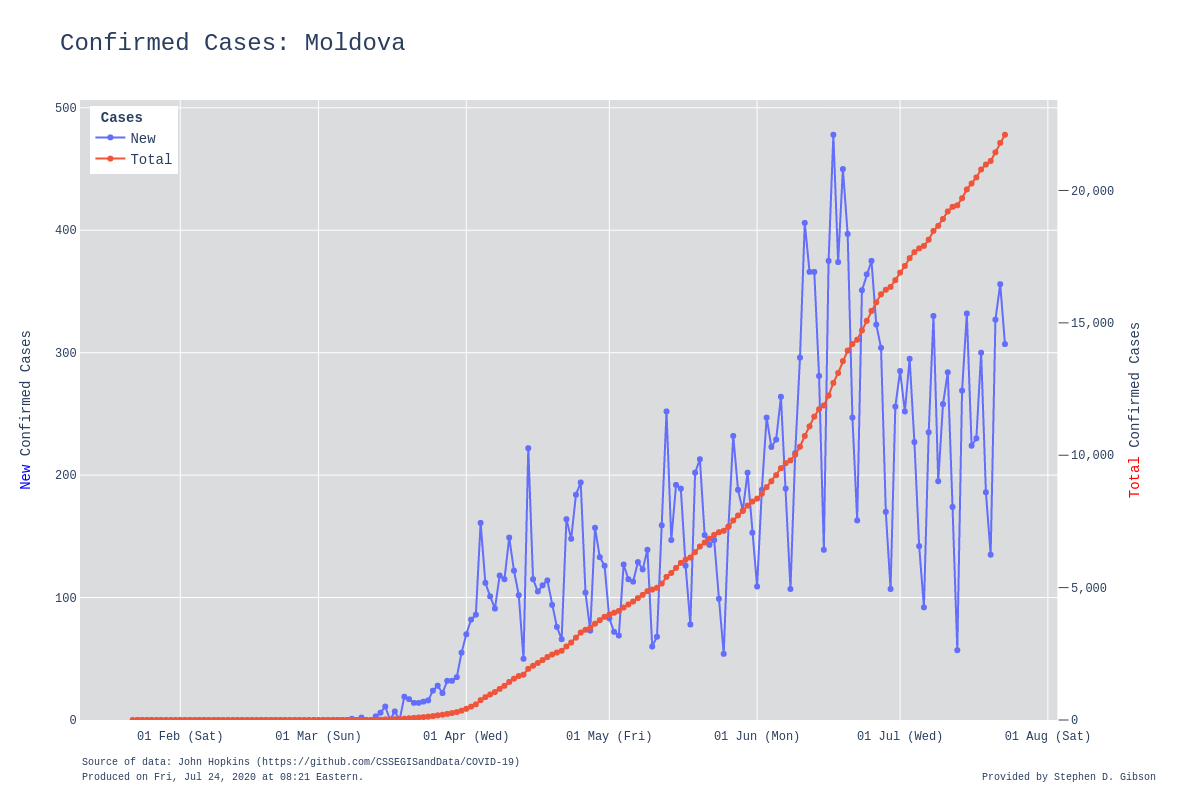 Confirmed Cases: Moldova
Cases
New
Total
500
400
300
200
100
0
20,000
15,000
10,000
5,000
0
New Confirmed Cases
Total Confirmed Cases
01 Feb (Sat)
01 Mar (Sun)
01 Apr (Wed)
01 May (Fri)
01 Jun (Mon)
01 Jul (Wed)
01 Aug (Sat)
Source of data: John Hopkins (https://github.com/CSSEGISandData/COVID-19)
Produced on Fri, Jul 24, 2020 at 08:21 Eastern.
Provided by Stephen D. Gibson